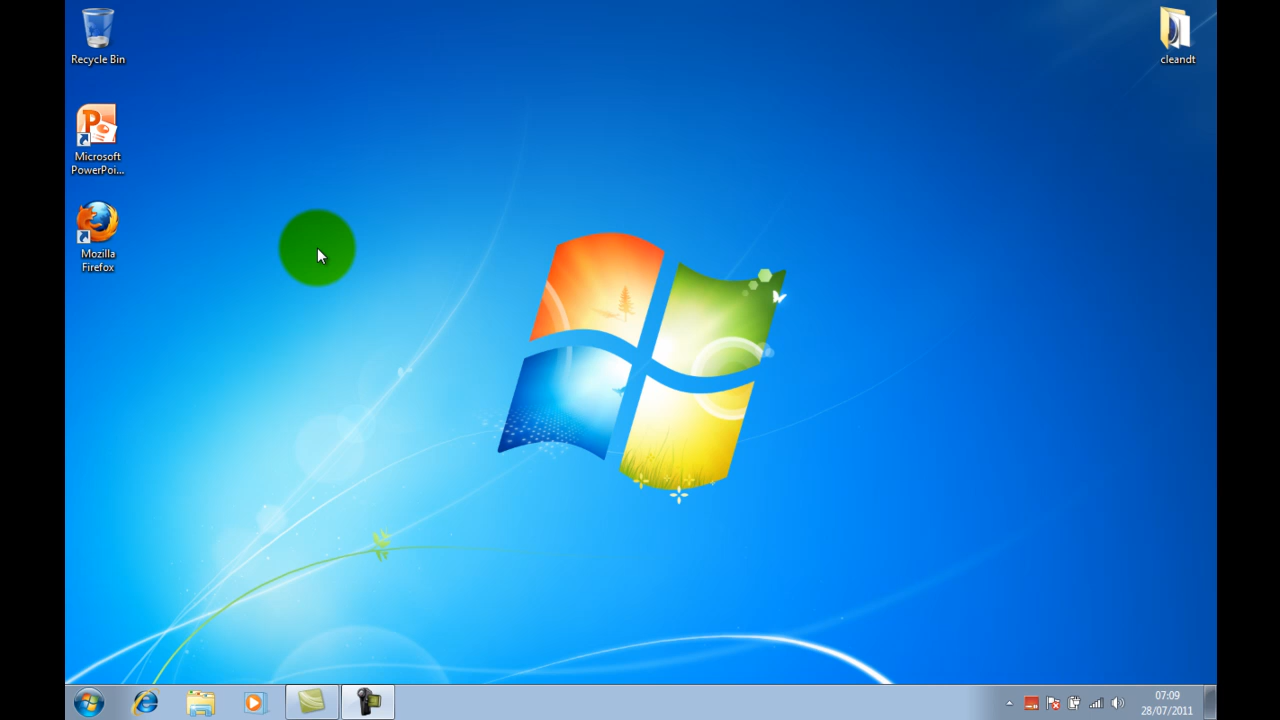 Recycle Bin
cleandt
Microsoft
PowerPoi...
Mozilla
Firefox
07:09
28/07/2011